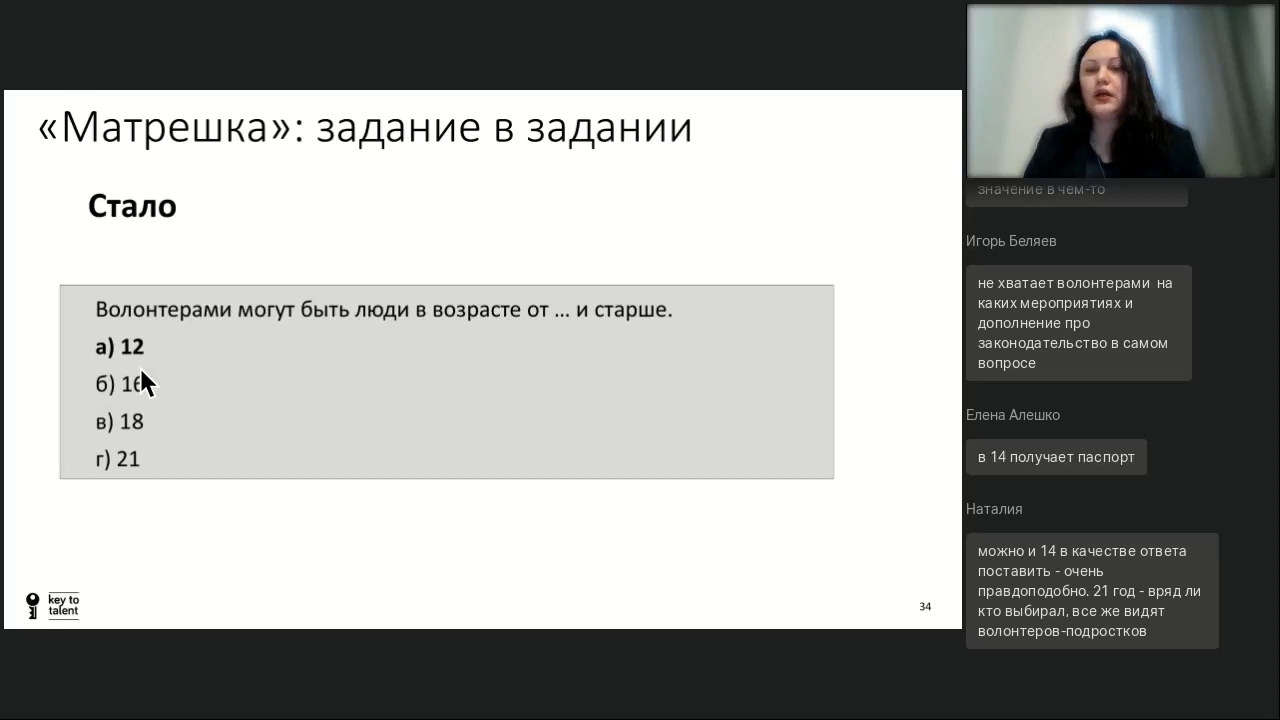 «Матрешка»: задание в задании
Стало
Волонтерами могут быть люди в возрасте от ... и старше.
а) 12
б) 16
в) 18
г) 21
key to
talent
34
значение в чем-то
Игорь Беляев
не хватает волонтерами на
каких мероприятиях и
дополнение про
законодательство в самом
вопросе
Елена Алешко
в 14 получает паспорт
Наталия
можно и 14 в качестве ответа
поставить - очень
правдоподобно. 21 год - вряд ли
кто выбирал, все же видят
волонтеров-подростков